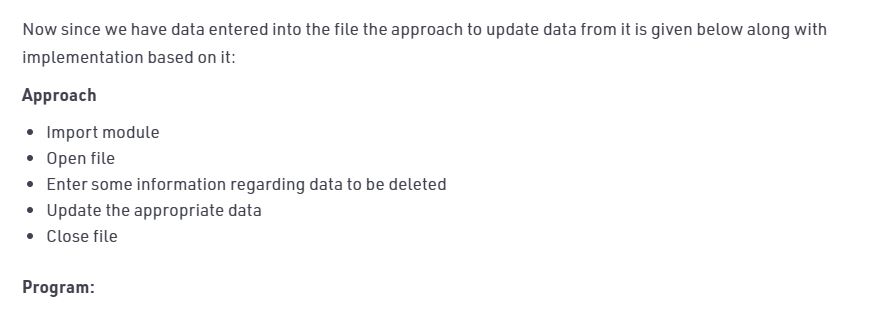 Now since we have data entered into the file the approach to update data from it is given below along with
implementation based on it:
Approach
• Import module
• Open file
• Enter some information regarding data to be deleted
• Update the appropriate data
• Close file
Program: